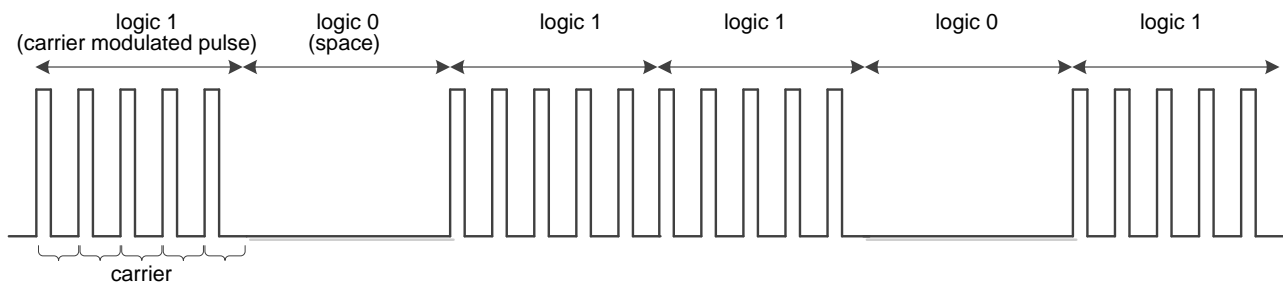 logic 1
(carrier modulated pulse)
logic 0
(space)
logic 1
logic 1
logic 0
logic 1
carrier